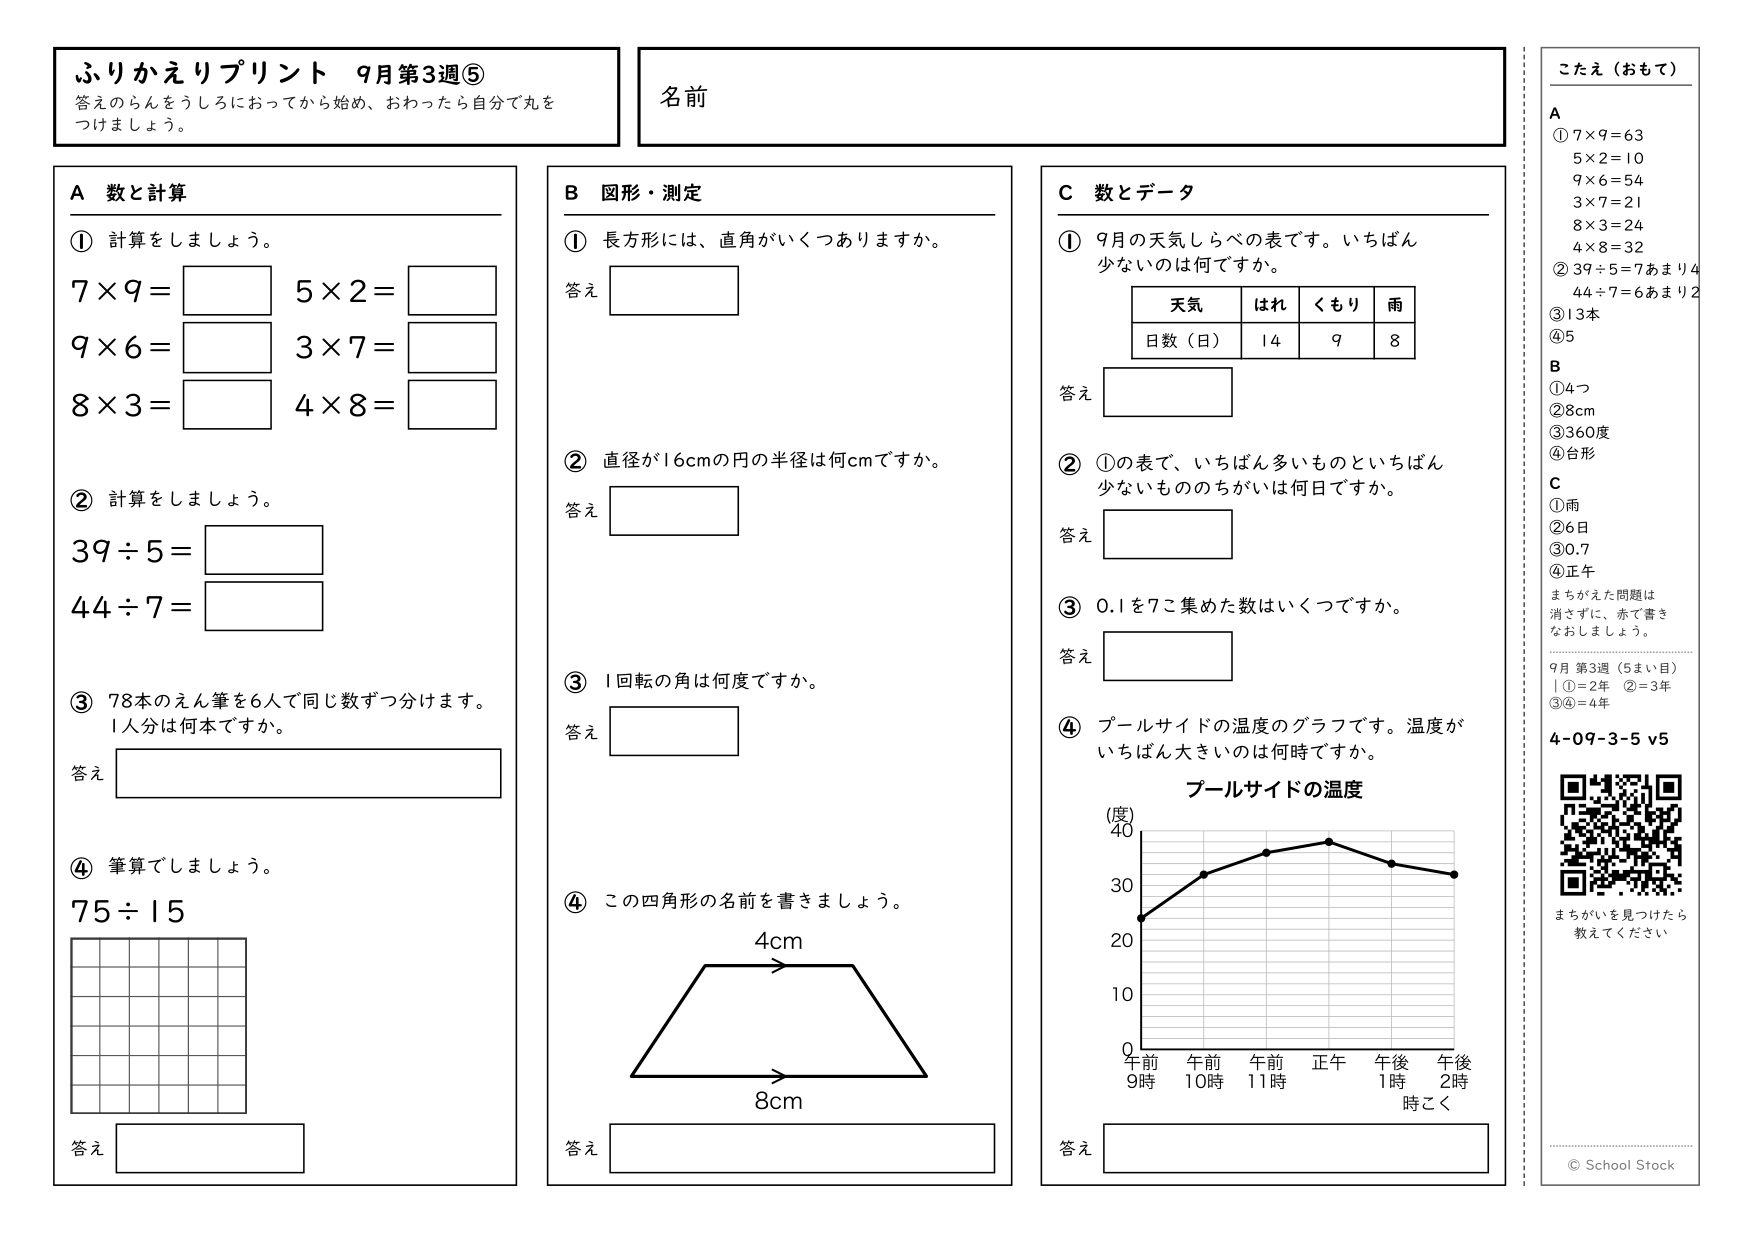 ふりかえりプリント　9月第3週⑤
答えのらんをうしろにおってから始め、おわったら自分で丸を
つけましょう。
名前
A　数と計算
① 計算をしましょう。
7×9＝　5×2＝
9×6＝　3×7＝
8×3＝　4×8＝
② 計算をしましょう。
39÷5＝
44÷7＝
③ 78本のえん筆を6人で同じ数ずつ分けます。
1人分は何本ですか。
答え
④ 筆算でしましょう。
75÷15
答え
B　図形・測定
① 長方形には、直角がいくつありますか。
答え
② 直径が16cmの円の半径は何cmですか。
答え
③ 1回転の角は何度ですか。
答え
④ この四角形の名前を書きましょう。
4cm
8cm
答え
C　数とデータ
① 9月の天気しらべの表です。いちばん
少ないのは何ですか。
天気　はれ　くもり　雨
日数（日）　14　9　8
答え
② ①の表で、いちばん多いものといちばん
少ないもののちがいは何日ですか。
答え
③ 0.1を7こ集めた数はいくつですか。
答え
④ プールサイドの温度のグラフです。温度が
いちばん大きいのは何時ですか。
プールサイドの温度
(度)
40
30
20
10
0
午前　午前　午前　正午　午後　午後
9時　10時　11時　1時　2時
時こく
答え
こたえ（おもて）
A
① 7×9＝63
5×2＝10
9×6＝54
3×7＝21
8×3＝24
4×8＝32
② 39÷5＝7あまり4
44÷7＝6あまり2
③13本
④5
B
①4つ
②8cm
③360度
④台形
C
①雨
②6日
③0.7
④正午
まちがえた問題は
消さずに、赤で書き
なおしましょう。
9月 第3週（5まい目）
｜①＝2年　②＝3年
③④＝4年
4-09-3-5 v5
まちがいを見つけたら
教えてください
© School Stock